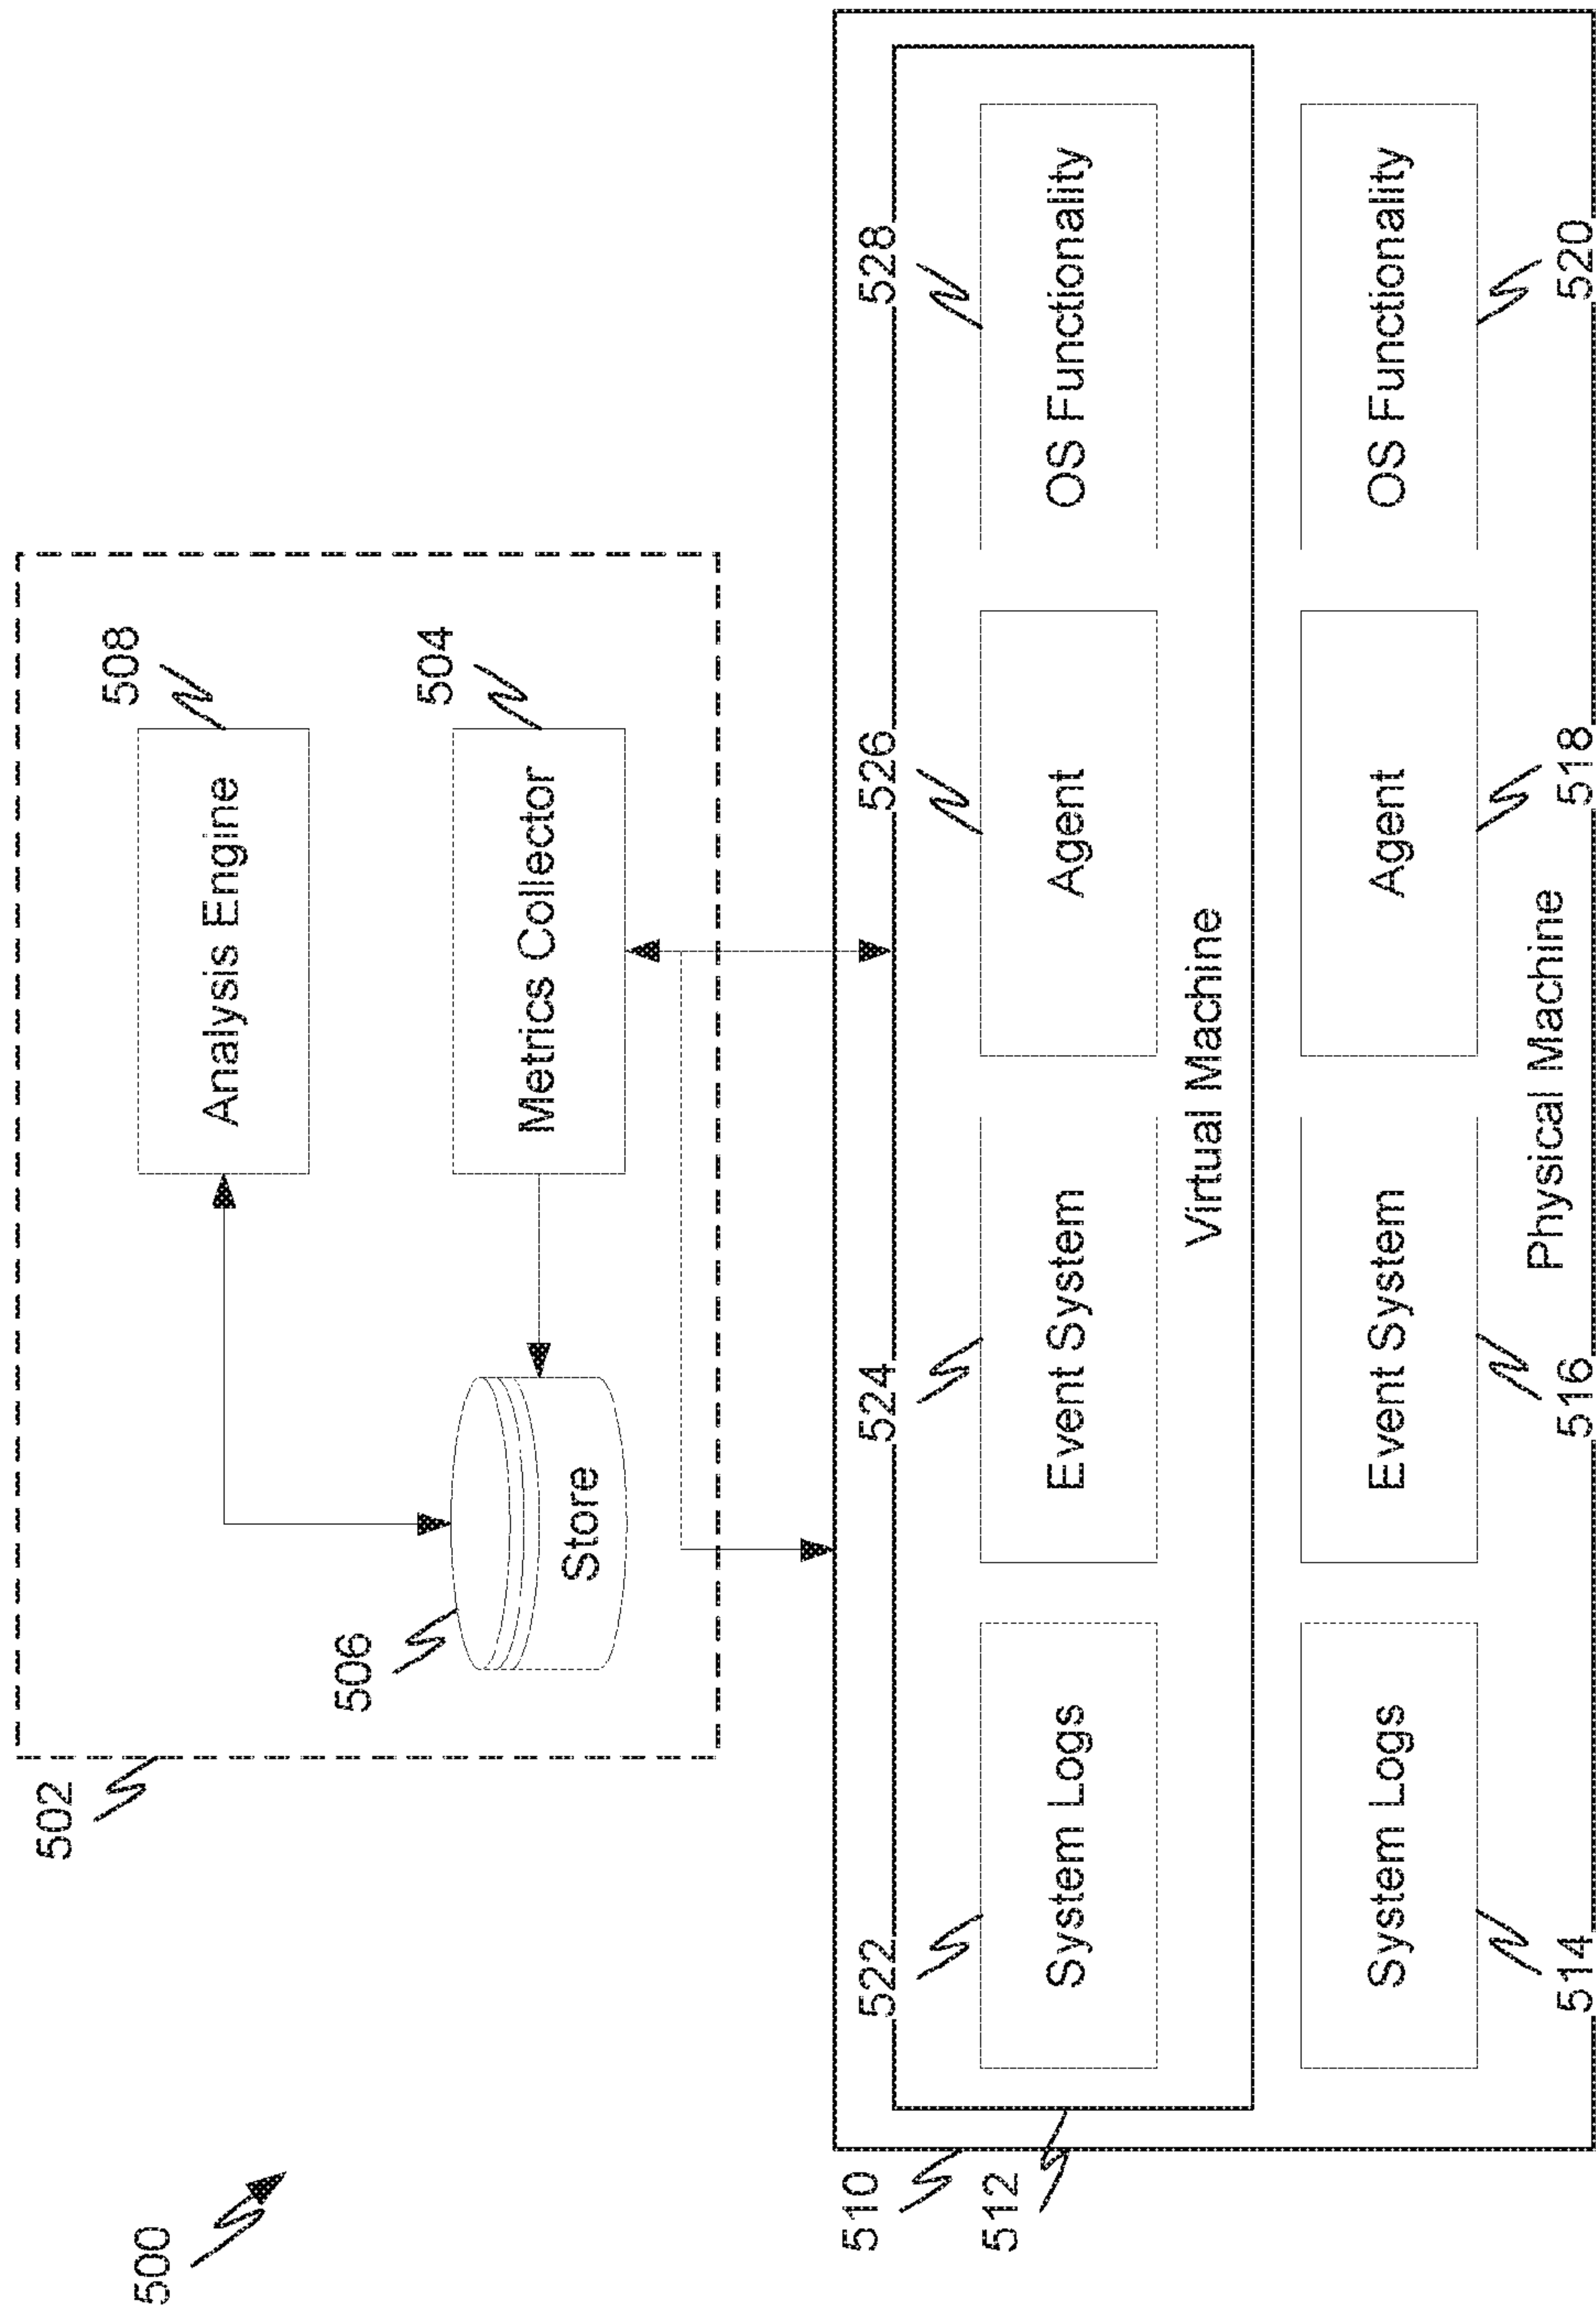 500
502
508
Analysis Engine
506
504
Store
Metrics Collector
510
512
522
524
526
528
System Logs
Event System
Agent
OS Functionality
Virtual Machine
System Logs
Event System
Agent
OS Functionality
Physical Machine
514
516
518
520